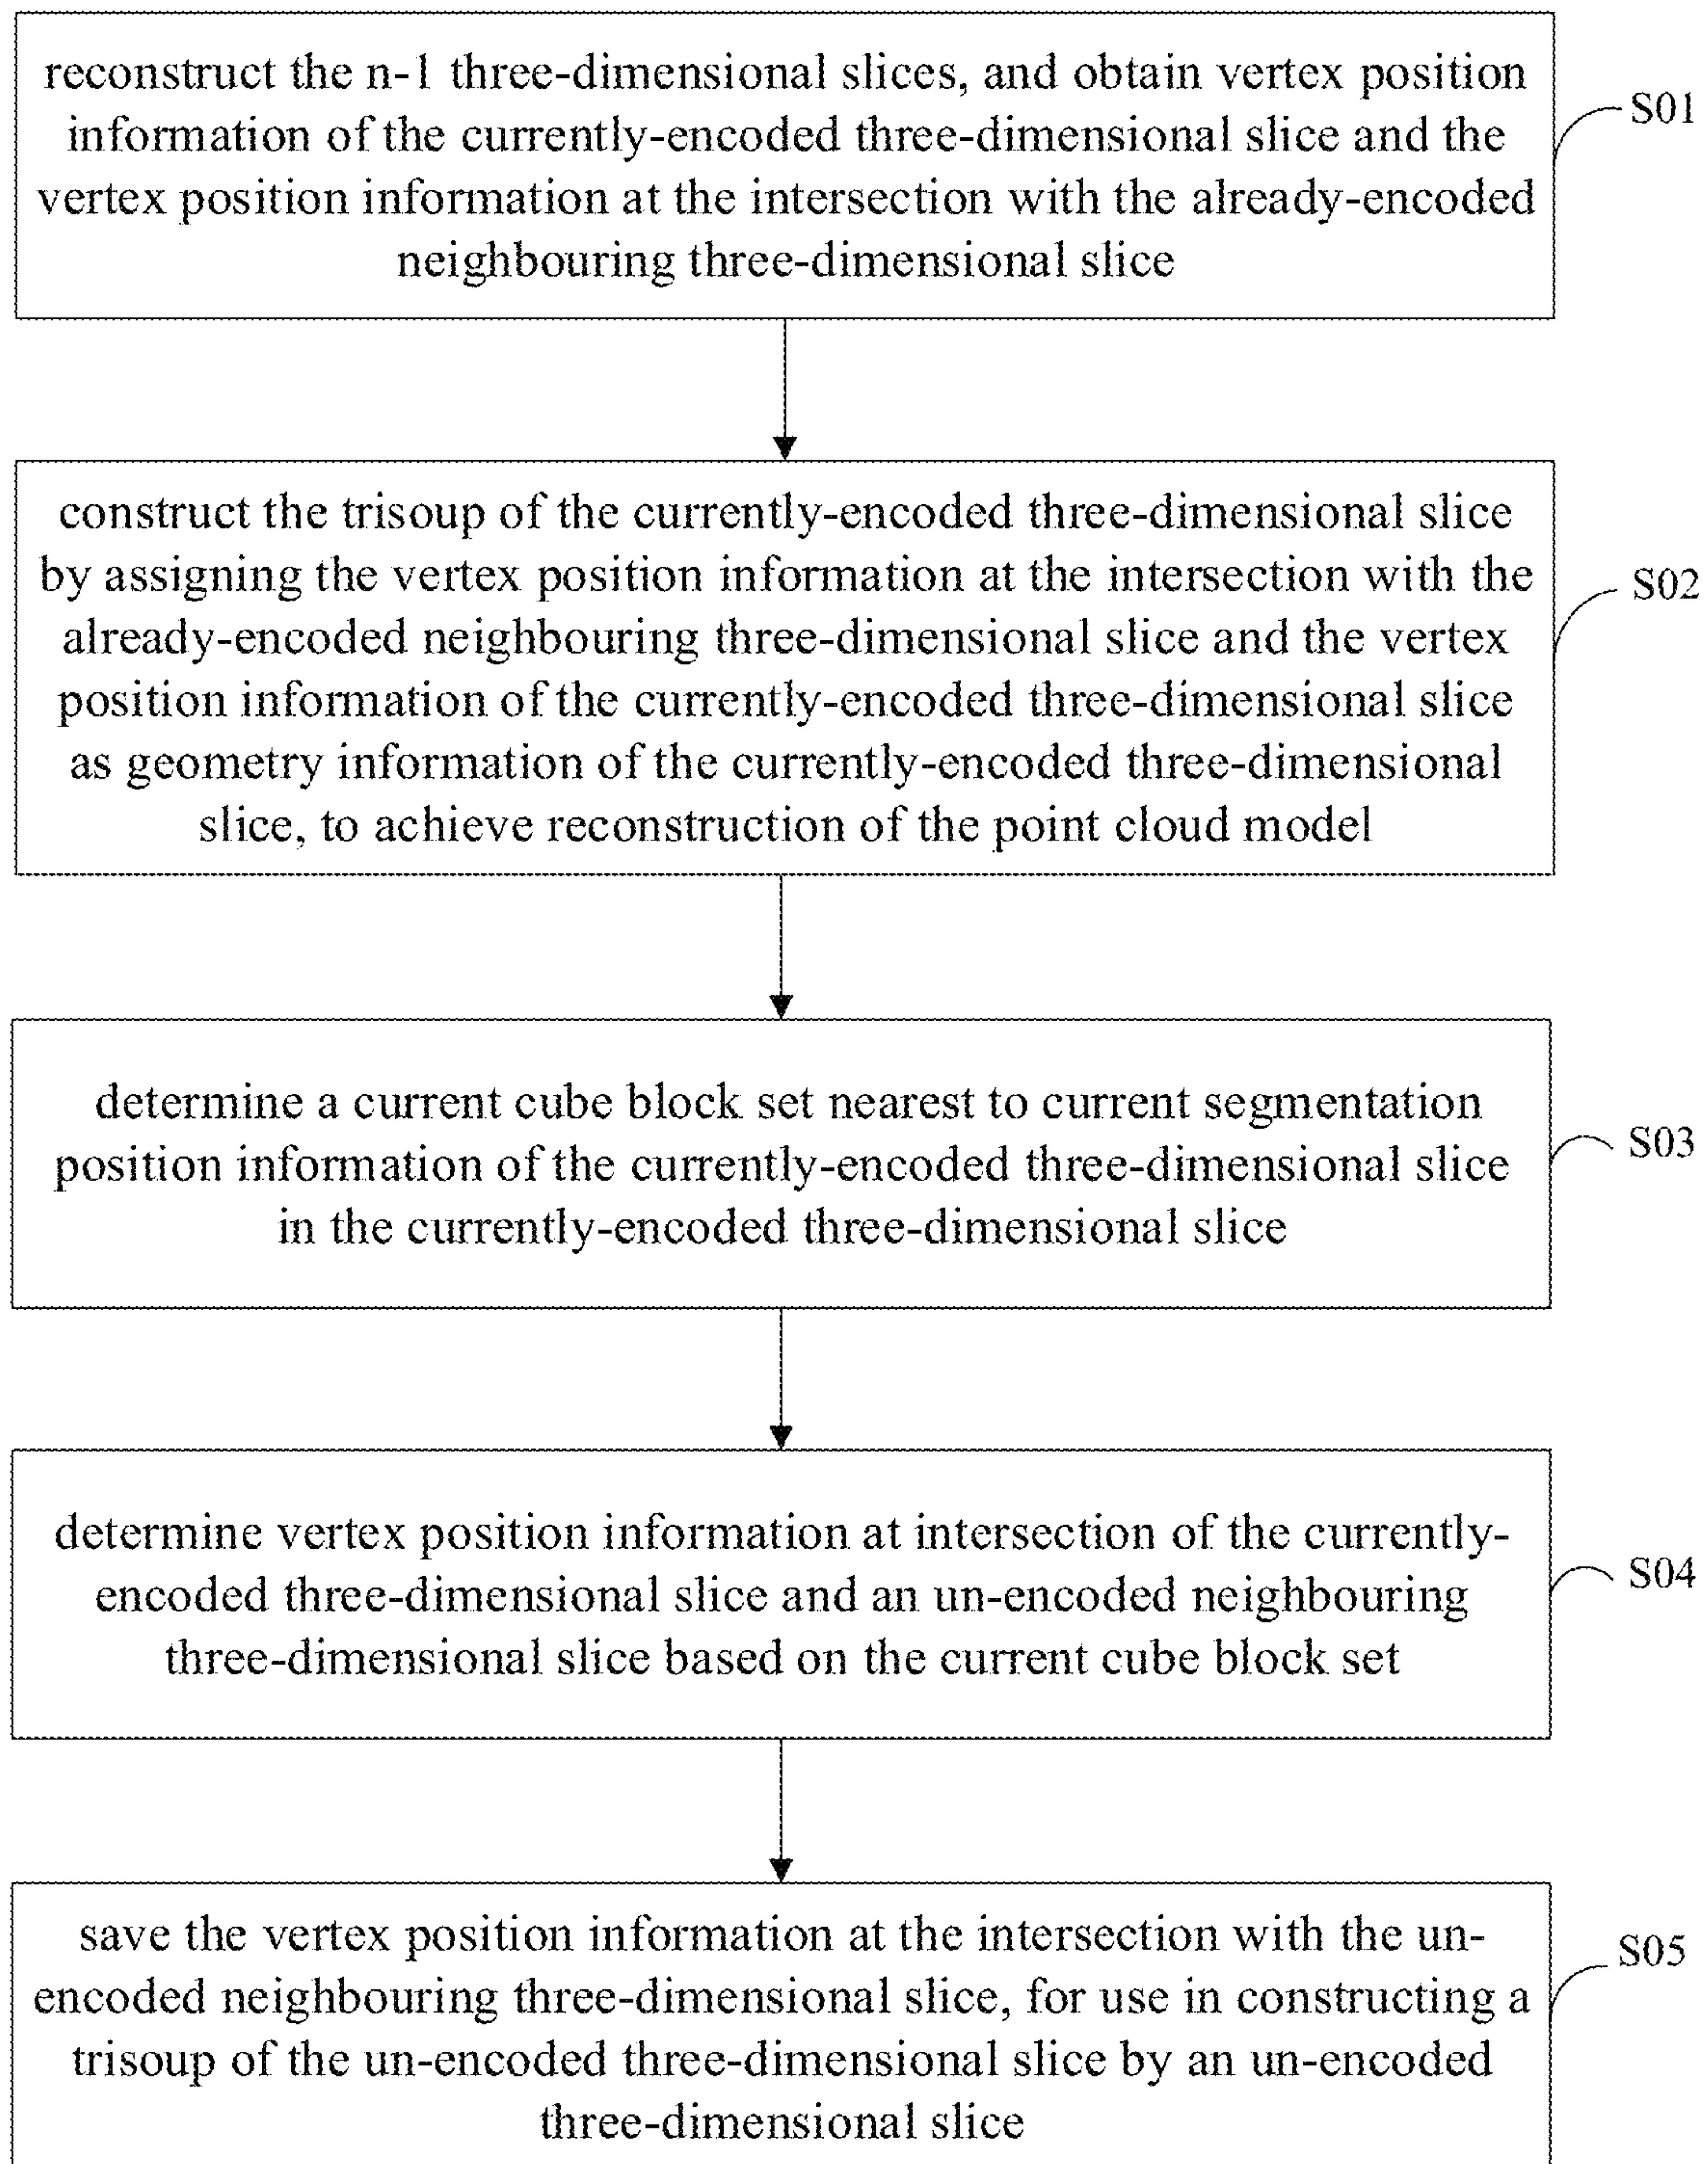 reconstruct the n-1 three-dimensional slices, and obtain vertex position
information of the currently-encoded three-dimensional slice and the
vertex position information at the intersection with the already-encoded
neighbouring three-dimensional slice
S01
construct the trisoup of the currently-encoded three-dimensional slice
by assigning the vertex position information at the intersection with the
already-encoded neighbouring three-dimensional slice and the vertex
position information of the currently-encoded three-dimensional slice
as geometry information of the currently-encoded three-dimensional
slice, to achieve reconstruction of the point cloud model
S02
determine a current cube block set nearest to current segmentation
position information of the currently-encoded three-dimensional slice
in the currently-encoded three-dimensional slice
S03
determine vertex position information at intersection of the currently-
encoded three-dimensional slice and an un-encoded neighbouring
three-dimensional slice based on the current cube block set
S04
save the vertex position information at the intersection with the un-
encoded neighbouring three-dimensional slice, for use in constructing a
trisoup of the un-encoded three-dimensional slice by an un-encoded
three-dimensional slice
S05